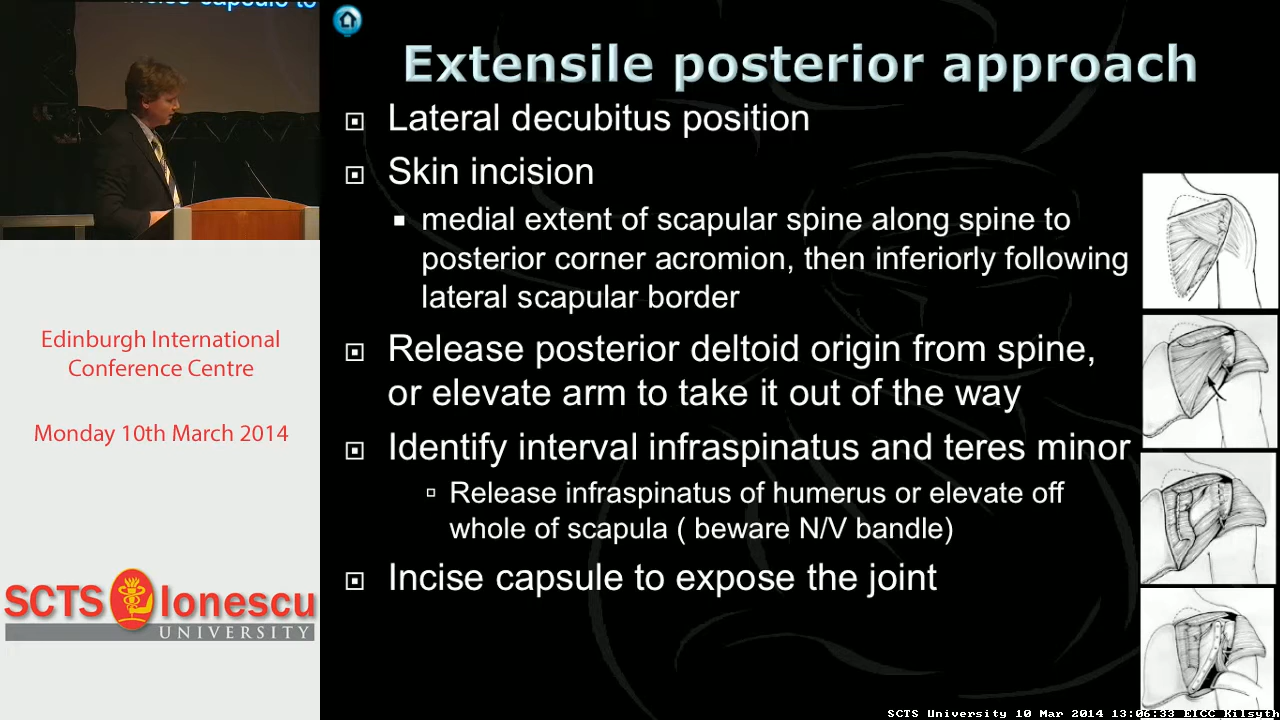 incise capsule to
Extensile posterior approach
Lateral decubitus position
Skin incision
medial extent of scapular spine along spine to
posterior corner acromion, then inferiorly following
lateral scapular border
Release posterior deltoid origin from spine,
or elevate arm to take it out of the way
Identify interval infraspinatus and teres minor
Release infraspinatus of humerus or elevate off
whole of scapula ( beware N/V bandle)
Incise capsule to expose the joint
Edinburgh International
Conference Centre
Monday 10th March 2014
SCTS Ionescu
UNIVERSITY
SCTS University 10 Mar 2014 13:06:33 EICC Kilsyth